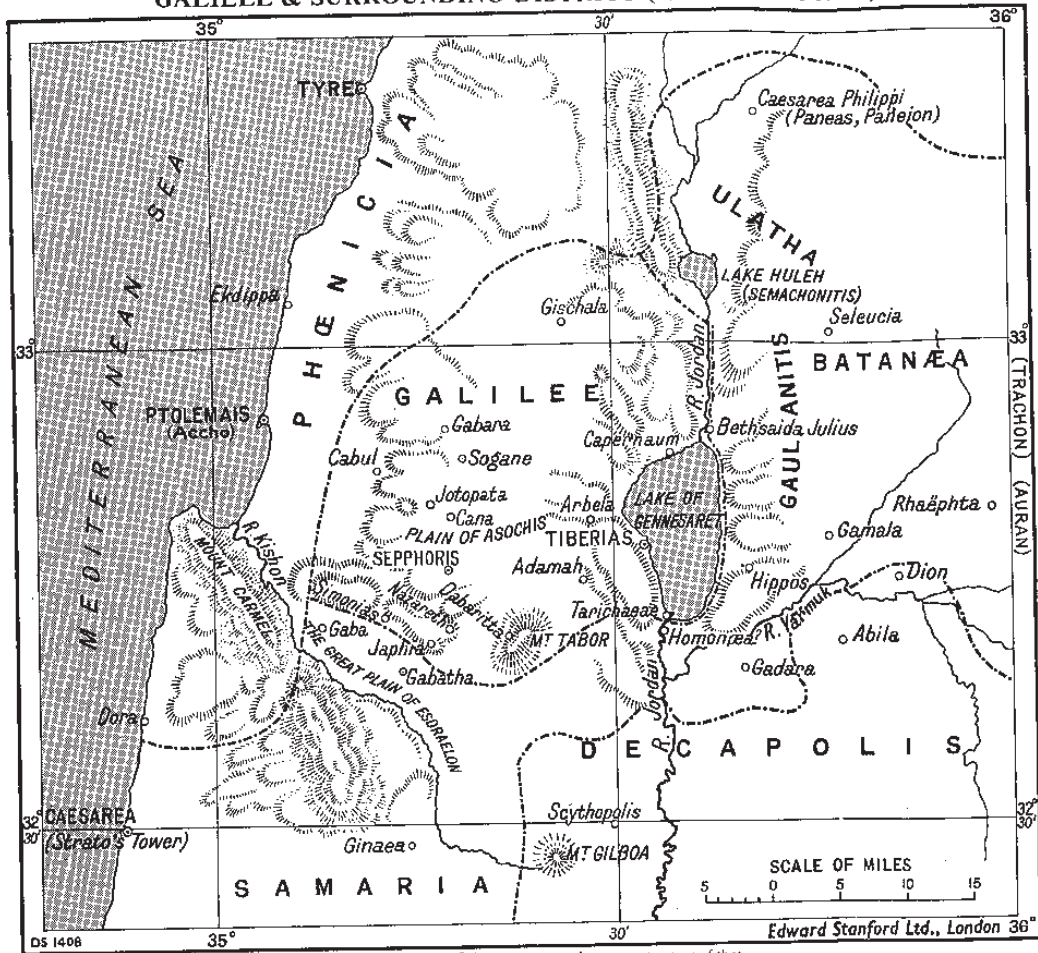 GALILEE & SURROUNDING DISTRICT
35°
30'
36°
TYRE
Caesarea Philippi
(Paneas, Paneion)
PHŒNICIA
MEDITERRANEAN SEA
ULATHA
LAKE HULEH
(SEMACHONITIS)
Ekdippa
Gischala
Seleucia
33°
33°
R. Jordan
GAULANITIS
BATANÆA
(TRACHON)
(AURAN)
GALILEE
PTOLEMAIS
(Accho)
Gabara
Capernaum
Bethsaida Julius
Cabul
Sogane
Jotopata
Arbela
LAKE OF
GENNESARET
Rhaëphta
Cana
PLAIN OF ASOCHIS
TIBERIAS
Gamala
R. Kishon
MOUNT CARMEL
SEPPHORIS
Adamah
Hippos
Dion
Simonias
Nazareth
Dabaritta
Tarichaeae
Gaba
MT. TABOR
Homonœa?
R. Yarmuk
Abila
Japhra
Gabatha
Gadara
THE GREAT PLAIN OF ESDRAELON
R. Jordan
Dora
DECAPOLIS
CAESAREA
(Strato's Tower)
Scythopolis
32°
30'
32°
30'
Ginaea
MT. GILBOA
SCALE OF MILES
5 0 5 10 15
SAMARIA
DS 1408
35°
30'
Edward Stanford Ltd., London
36°